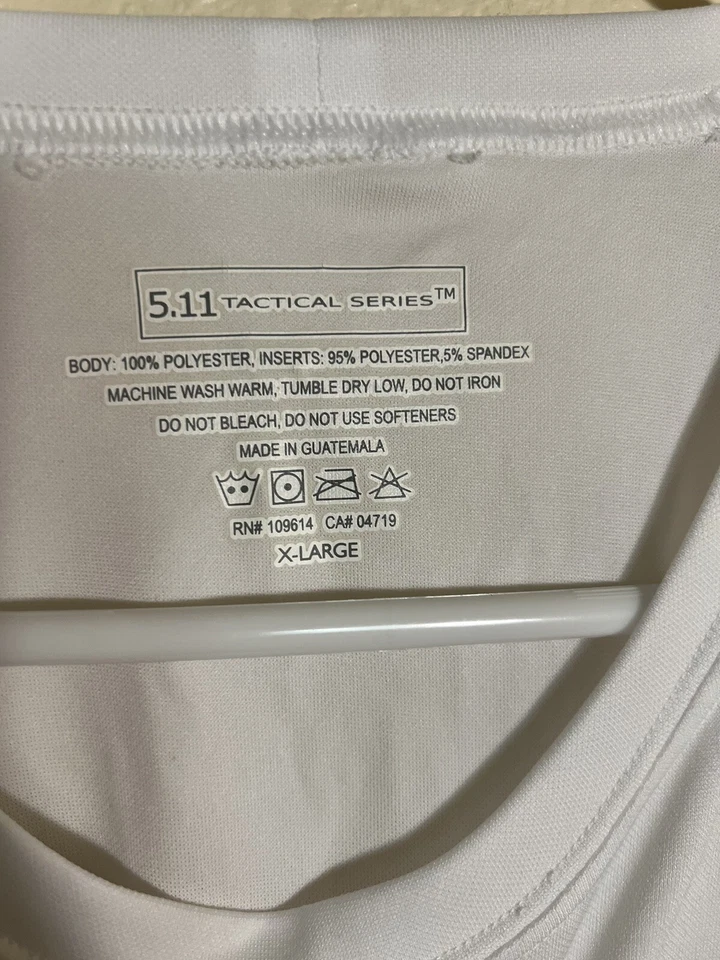 5.11 TACTICAL SERIES™
BODY: 100% POLYESTER, INSERTS: 95% POLYESTER,5% SPANDEX
MACHINE WASH WARM, TUMBLE DRY LOW, DO NOT IRON
DO NOT BLEACH, DO NOT USE SOFTENERS
MADE IN GUATEMALA
RN# 109614 CA# 04719
X-LARGE